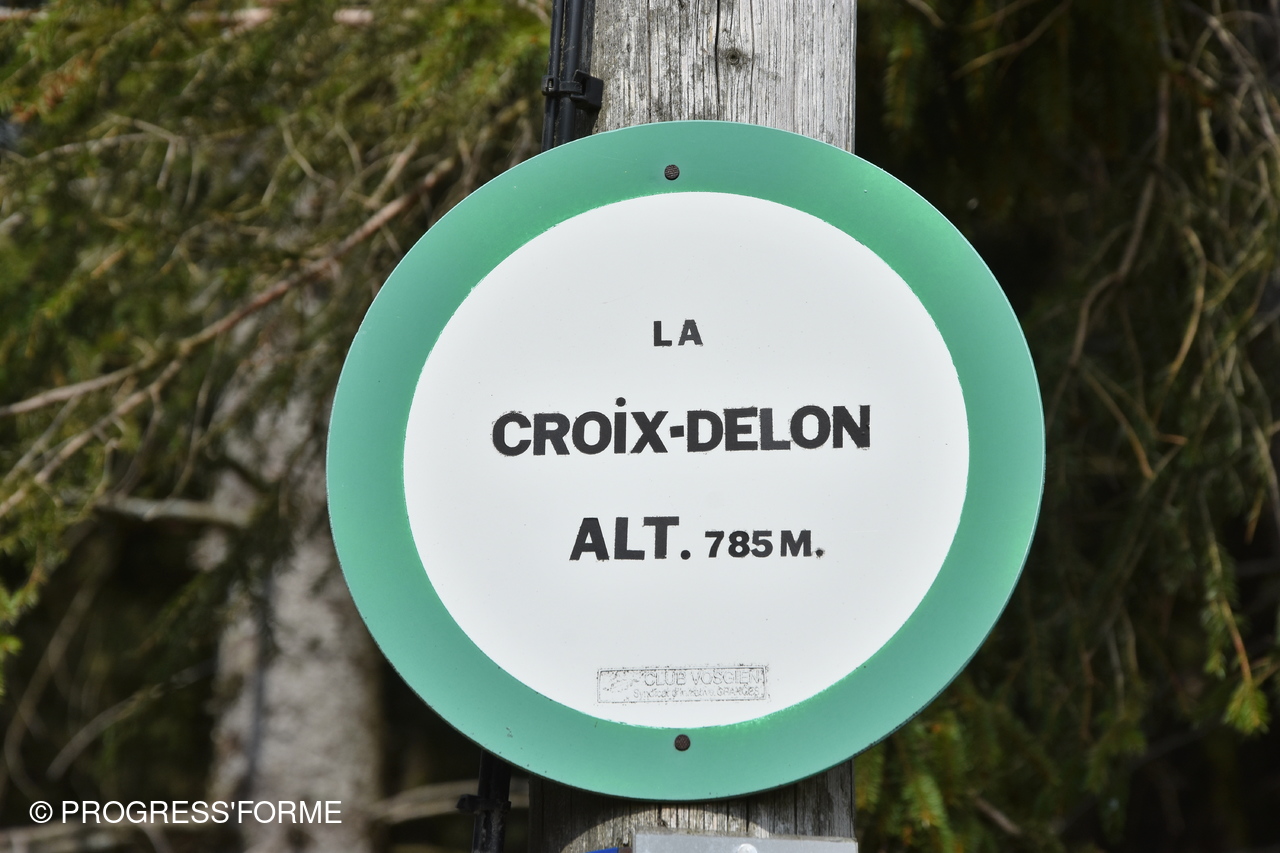 LA
CROiX-DELON
ALT. 785 M.
CLUB VOSGIEN
© PROGRESS'FORME